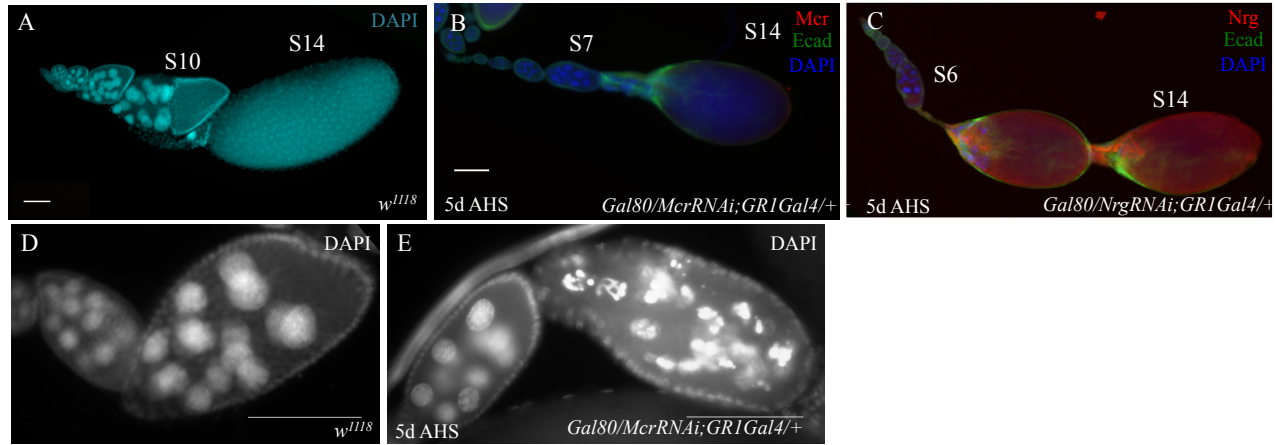 A
DAPI
S10
S14
w1118
B
Mcr
Ecad
DAPI
S7
S14
5d AHS
Gal80/McrRNAi;GR1Gal4/+
C
Nrg
Ecad
DAPI
S6
S14
5d AHS
Gal80/NrgRNAi;GR1Gal4/+
D
DAPI
w1118
E
DAPI
5d AHS
Gal80/McrRNAi;GR1Gal4/+